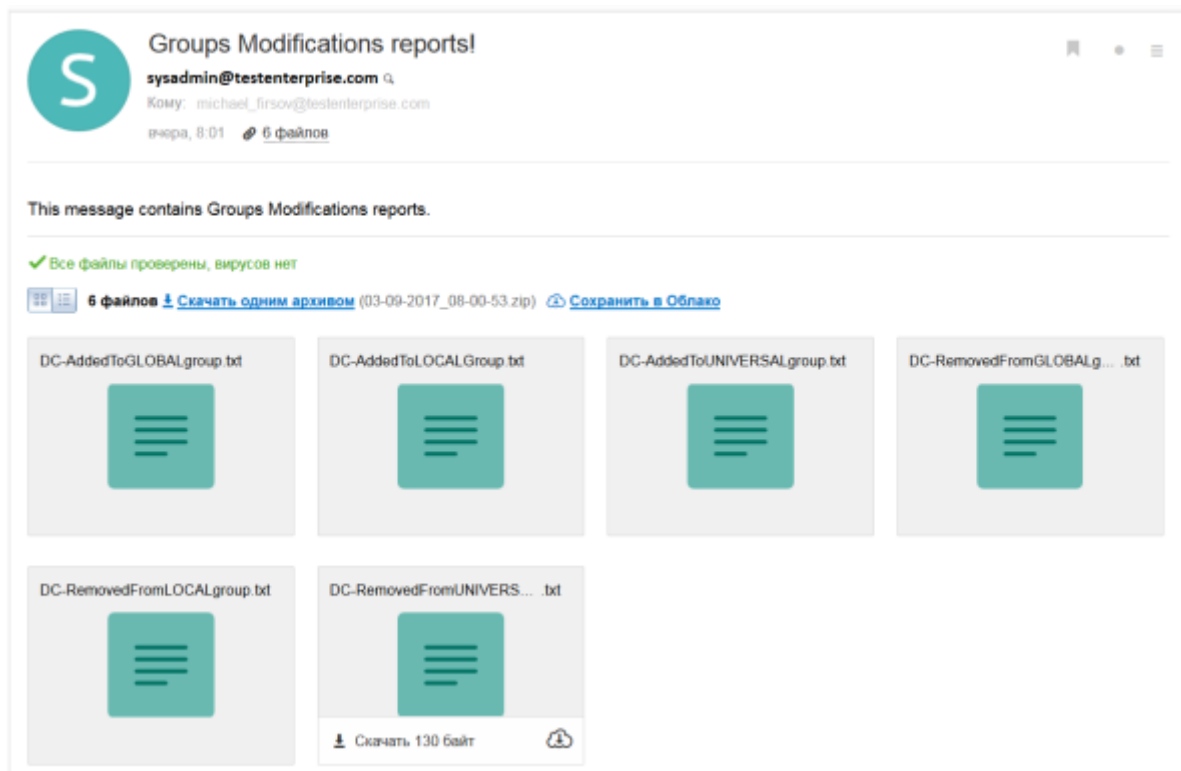 S
Groups Modifications reports!
sysadmin@testenterprise.com
Кому: michael_firsov@testenterprise.com
вчера, 8:01 6 файлов
This message contains Groups Modifications reports.
Все файлы проверены, вирусов нет
6 файлов Скачать одним архивом (03-09-2017_08-00-53.zip) Сохранить в Облако
DC-AddedToGLOBALgroup.txt DC-AddedToLOCALGroup.txt DC-AddedToUNIVERSALgroup.txt DC-RemovedFromGLOBALg... .txt
DC-RemovedFromLOCALgroup.txt DC-RemovedFromUNIVERS... .txt
Скачать 130 байт